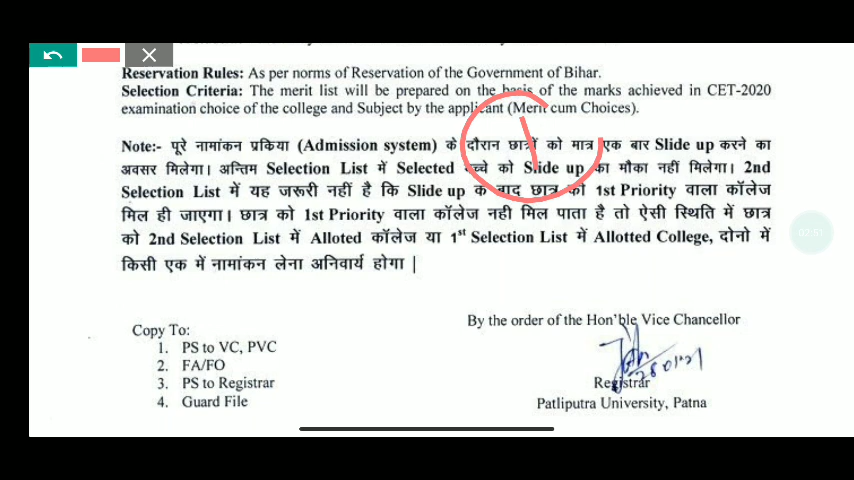 Reservation Rules: As per norms of Reservation of the Government of Bihar.
Selection Criteria: The merit list will be prepared on the basis of the marks achieved in CET-2020
examination choice of the college and Subject by the applicant (Merit cum Choices).
Note:- पूरे नामांकन प्रकिया (Admission system) के दौरान छात्रों को मात्र एक बार Slide up करने का
अवसर मिलेगा। अन्तिम Selection List में Selected बच्चे को Slide up का मौका नहीं मिलेगा। 2nd
Selection List में यह जरूरी नहीं है कि Slide up के बाद छात्र को 1st Priority वाला कॉलेज
मिल ही जाएगा। छात्र को 1st Priority वाला कॉलेज नही मिल पाता है तो ऐसी स्थिति में छात्र
को 2nd Selection List में Alloted कॉलेज या 1st Selection List में Allotted College, दोनो में
किसी एक में नामांकन लेना अनिवार्य होगा |
02:51
By the order of the Hon'ble Vice Chancellor
Copy To:
1. PS to VC, PVC
2. FA/FO
3. PS to Registrar
4. Guard File
Registrar
Patliputra University, Patna